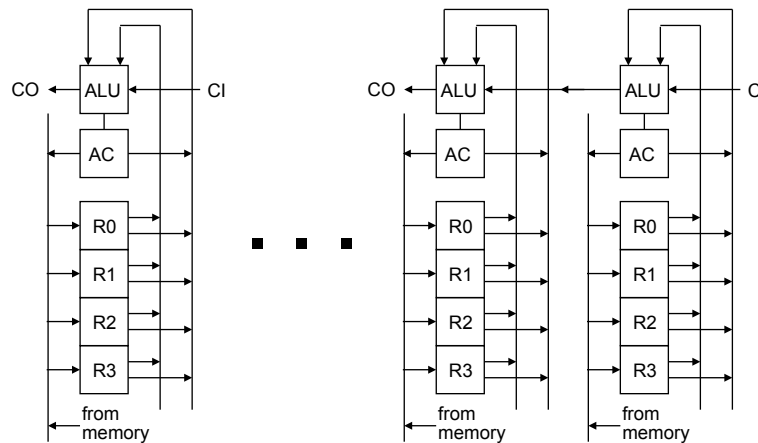 CO ALU CI CO ALU ALU C
AC AC AC
R0 R0 R0
R1 R1 R1
R2 R2 R2
R3 R3 R3
from from from
memory memory memory